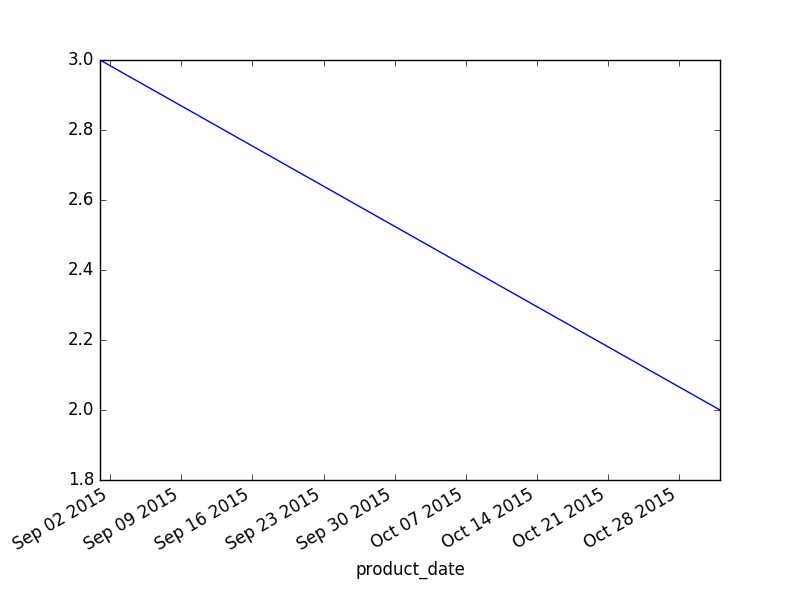 3.0
2.8
2.6
2.4
2.2
2.0
1.8
Sep 02 2015
Sep 09 2015
Sep 16 2015
Sep 23 2015
Sep 30 2015
Oct 07 2015
Oct 14 2015
Oct 21 2015
Oct 28 2015
product_date